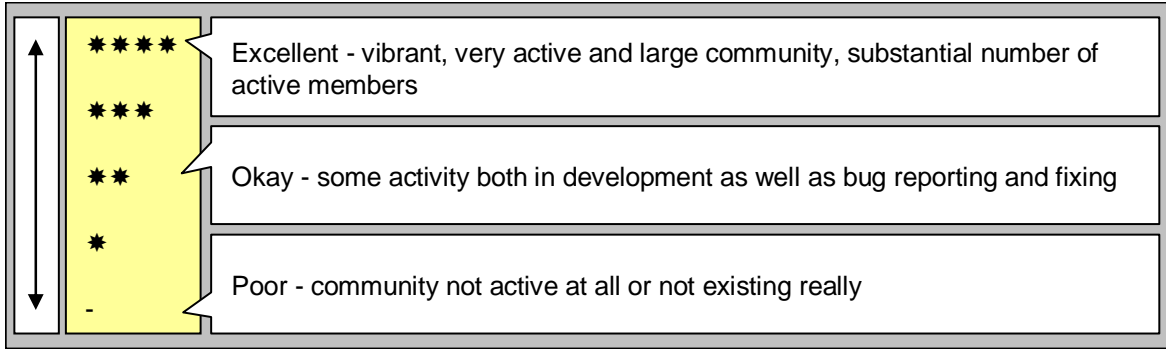 ✷✷✷✷
Excellent - vibrant, very active and large community, substantial number of
active members
✷✷✷
✷✷
Okay - some activity both in development as well as bug reporting and fixing
✷
Poor - community not active at all or not existing really
-